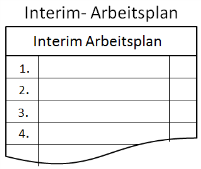 Interim- Arbeitsplan
Interim Arbeitsplan
1.
2.
3.
4.